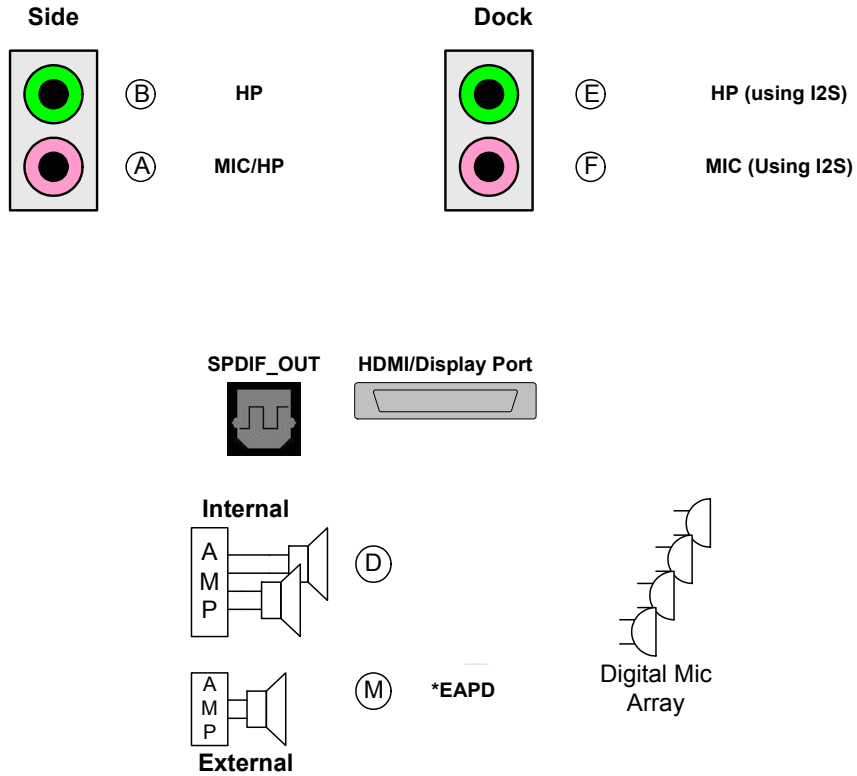 Side
Dock
B
HP
E
HP (using I2S)
A
MIC/HP
F
MIC (Using I2S)
SPDIF_OUT
HDMI/Display Port
Internal
A
M
P
D
A
M
P
M
*EAPD
External
Digital Mic
Array